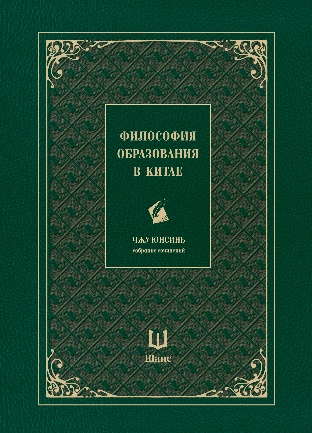 ФИЛОСОФИЯ
ОБРАЗОВАНИЯ
В КИТАЕ
ЧЖУ ЮНСИНЬ
собрание сочинений
Шанс